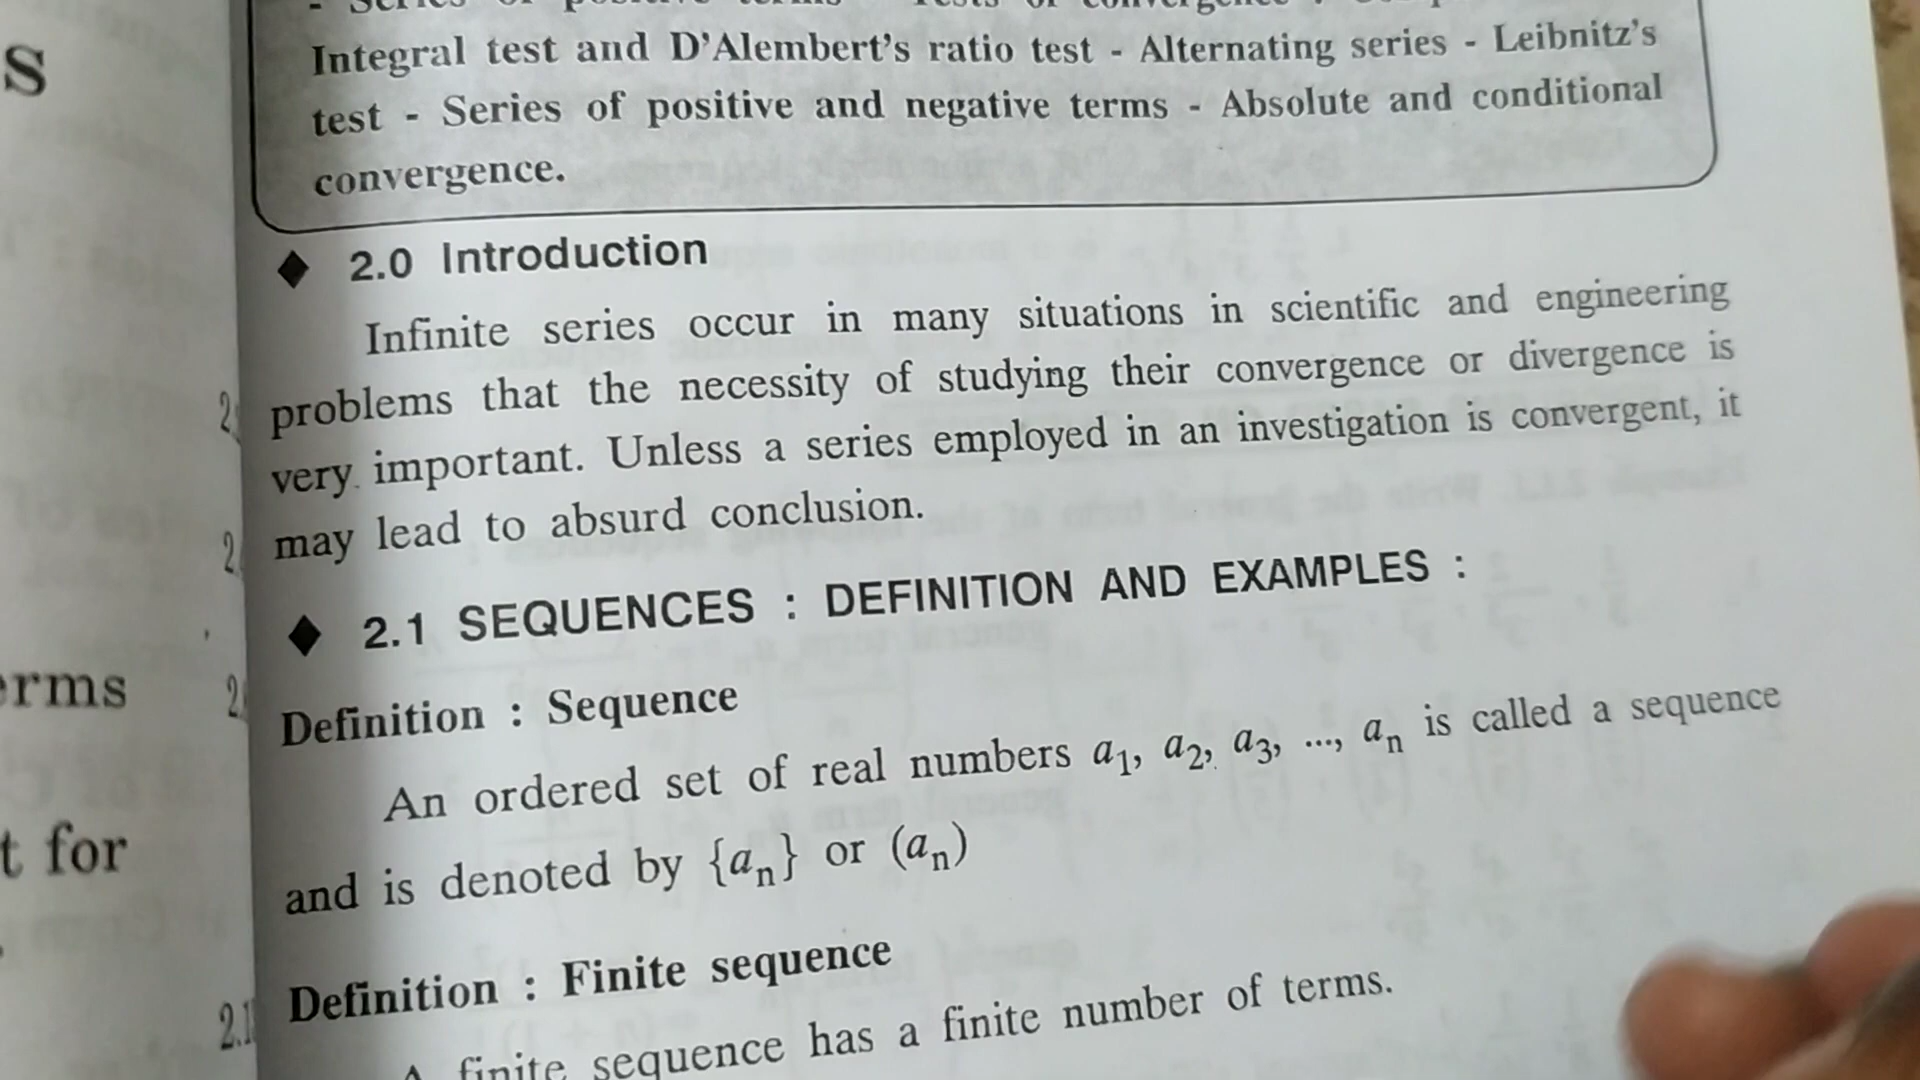 s
Integral test and D'Alembert's ratio test - Alternating series - Leibnitz's
test - Series of positive and negative terms - Absolute and conditional
convergence.
◆ 2.0 Introduction
Infinite series occur in many situations in scientific and engineering
problems that the necessity of studying their convergence or divergence is
very important. Unless a series employed in an investigation is convergent, it
may lead to absurd conclusion.
◆ 2.1 SEQUENCES : DEFINITION AND EXAMPLES :
Definition : Sequence
An ordered set of real numbers a₁, a₂, a₃, ..., aₙ is called a sequence
and is denoted by {aₙ} or (aₙ)
Definition : Finite sequence
A finite sequence has a finite number of terms.
erms
t for